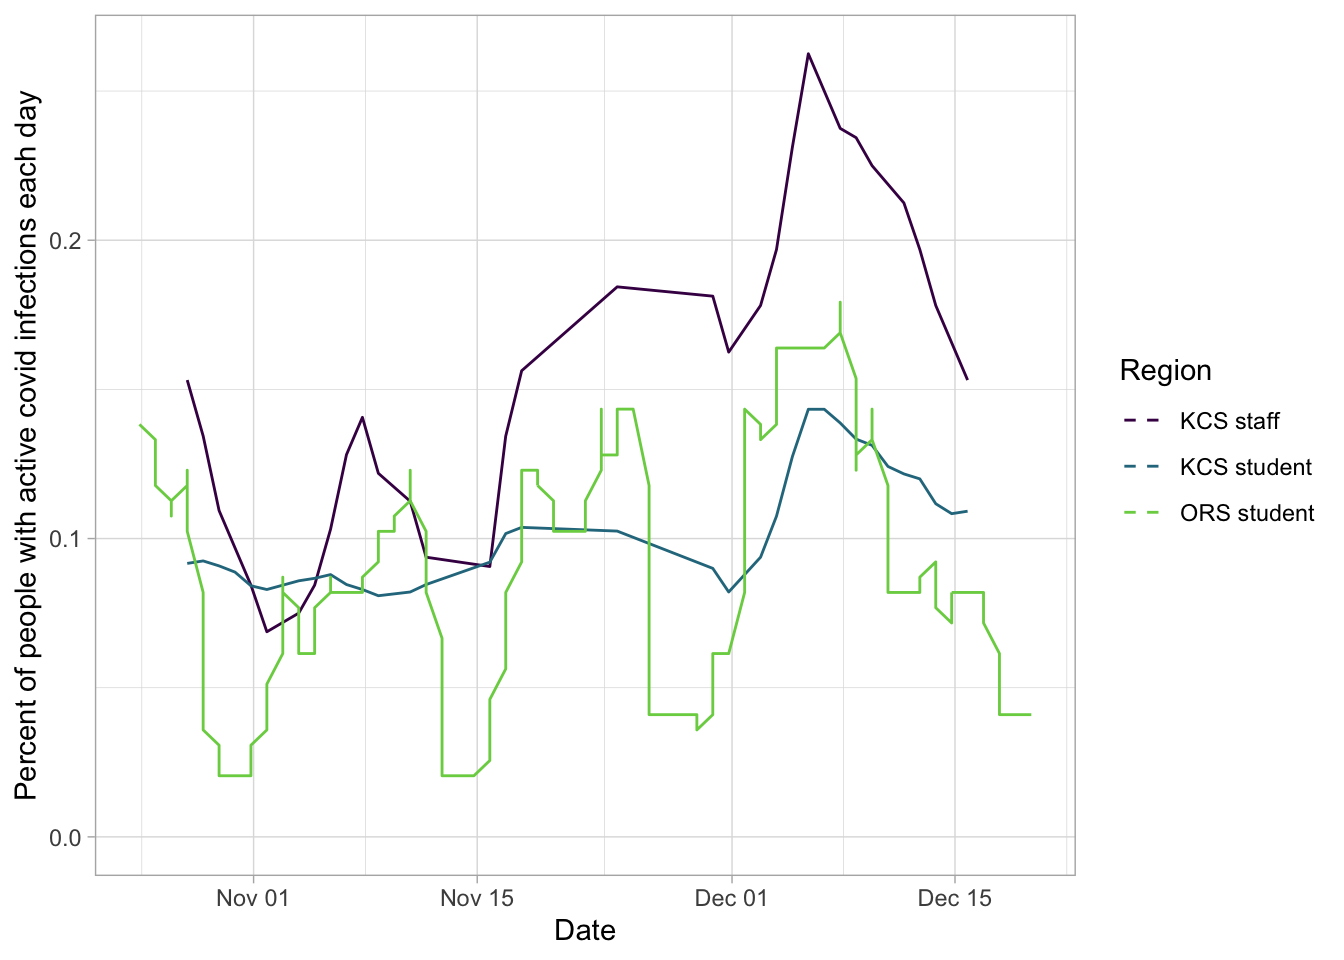 Percent of people with active covid infections each day
0.2
0.1
0.0
Nov 01
Nov 15
Dec 01
Dec 15
Date
Region
KCS staff
KCS student
ORS student